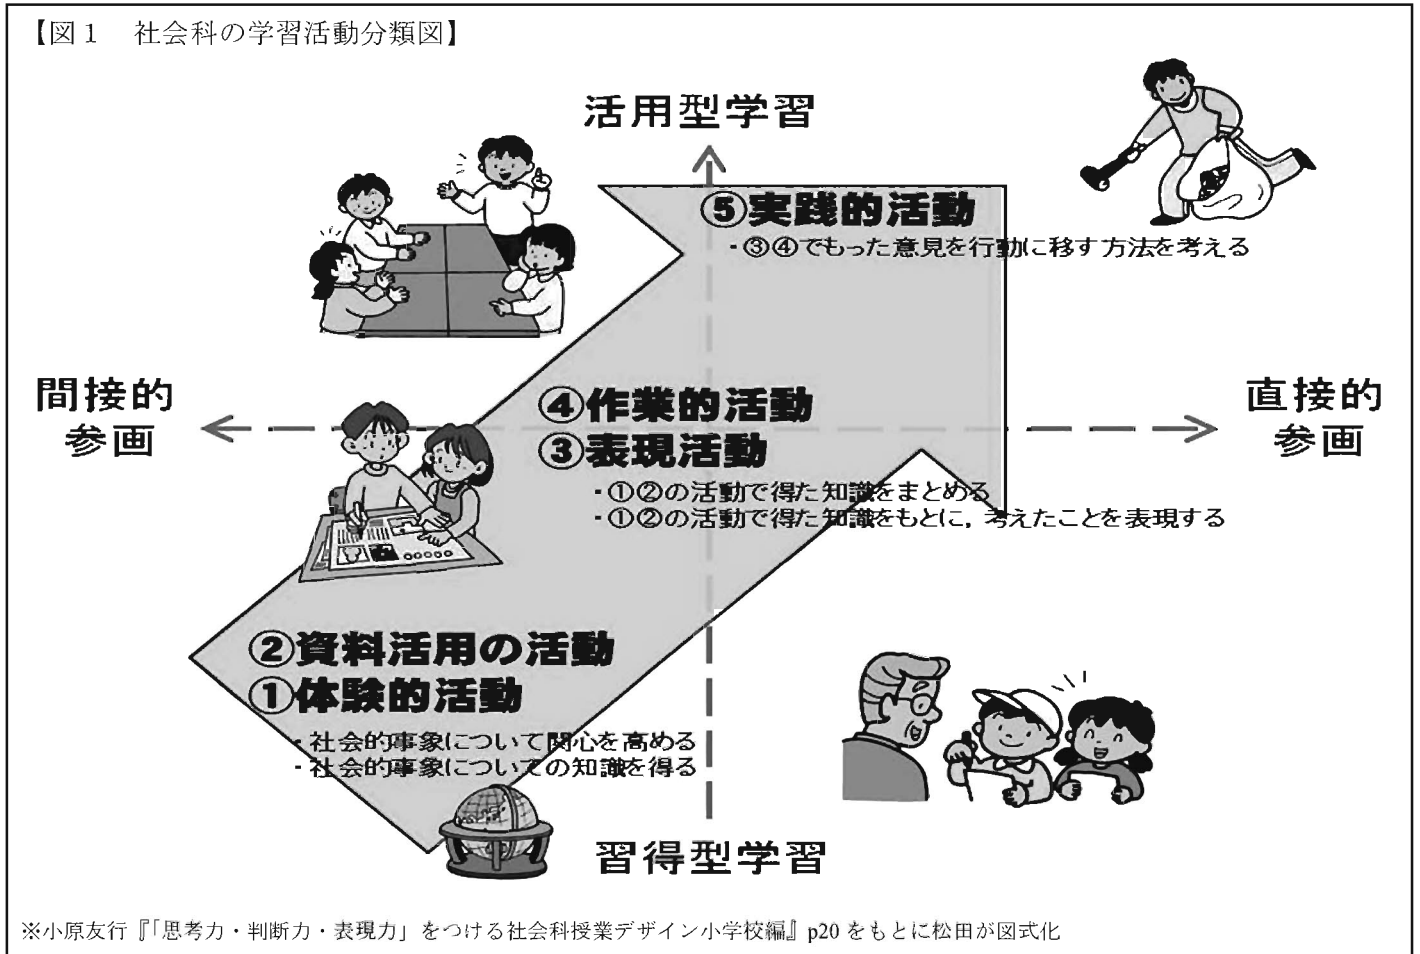 【図1　社会科の学習活動分類図】
活用型学習
⑤実践的活動
・③④でもった意見を行動に移す方法を考える
間接的
参画
直接的
参画
④作業的活動
③表現活動
・①②の活動で得た知識をまとめる
・①②の活動で得た知識をもとに，考えたことを表現する
②資料活用の活動
①体験的活動
・社会的事象について関心を高める
・社会的事象についての知識を得る
習得型学習
※小原友行『「思考力・判断力・表現力」をつける社会科授業デザイン小学校編』p20 をもとに松田が図式化